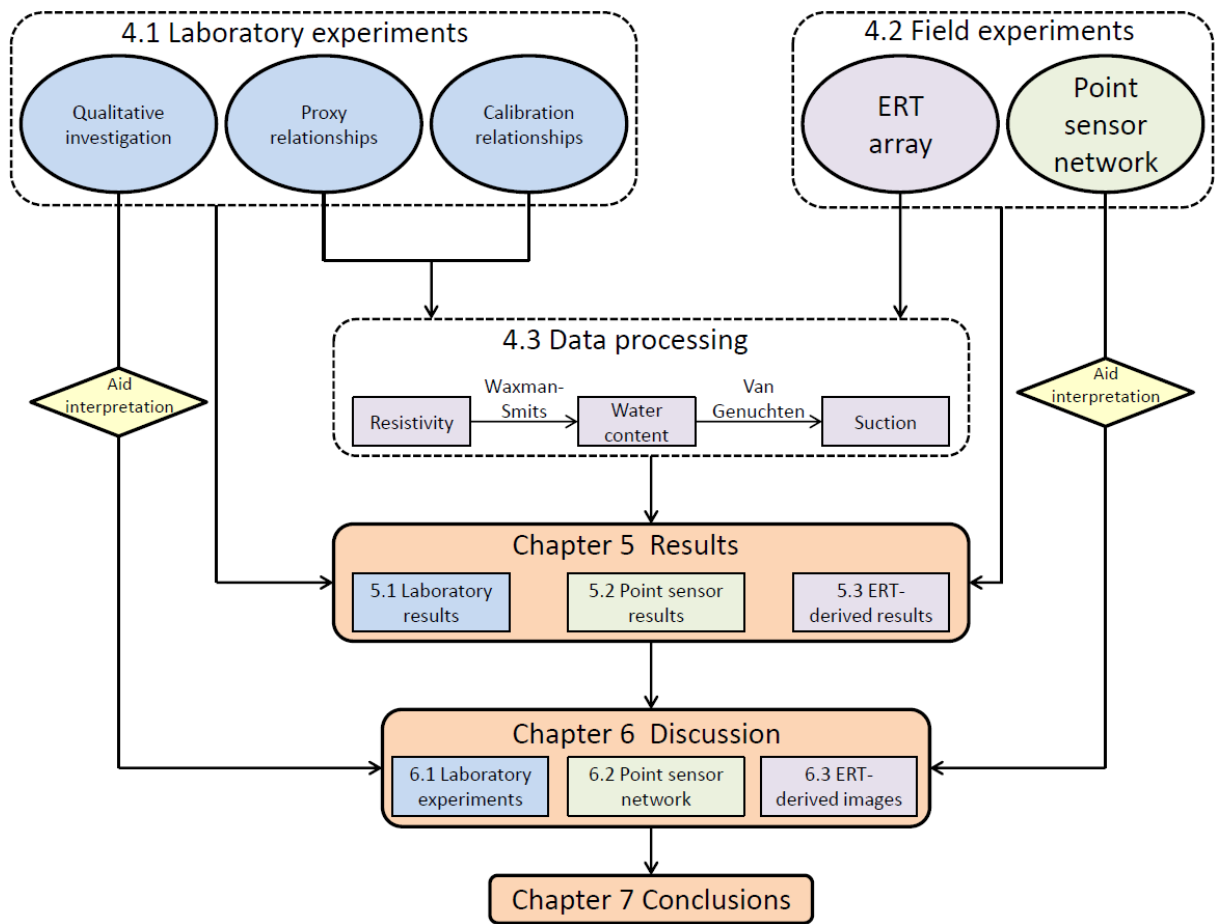 4.1 Laboratory experiments
Qualitative
investigation
Proxy
relationships
Calibration
relationships
4.2 Field experiments
ERT
array
Point
sensor
network
4.3 Data processing
Resistivity
Waxman-
Smits
Water
content
Van
Genuchten
Suction
Aid
interpretation
Aid
interpretation
Chapter 5  Results
5.1 Laboratory
results
5.2 Point sensor
results
5.3 ERT-
derived results
Chapter 6  Discussion
6.1 Laboratory
experiments
6.2 Point sensor
network
6.3 ERT-
derived images
Chapter 7 Conclusions